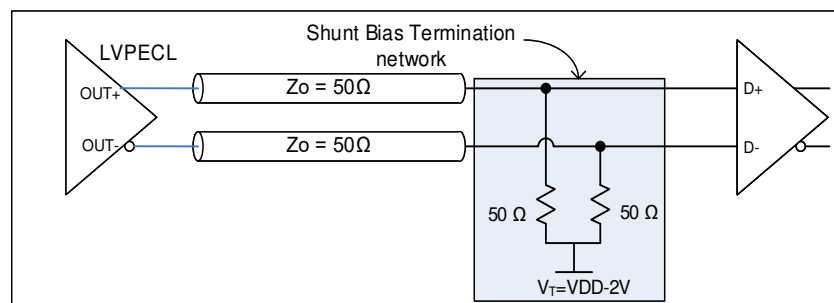 Shunt Bias Termination
network
LVPECL
OUT+
Zo = 50Ω
D+
OUT-
Zo = 50Ω
D-
50 Ω
50 Ω
VT=VDD-2V